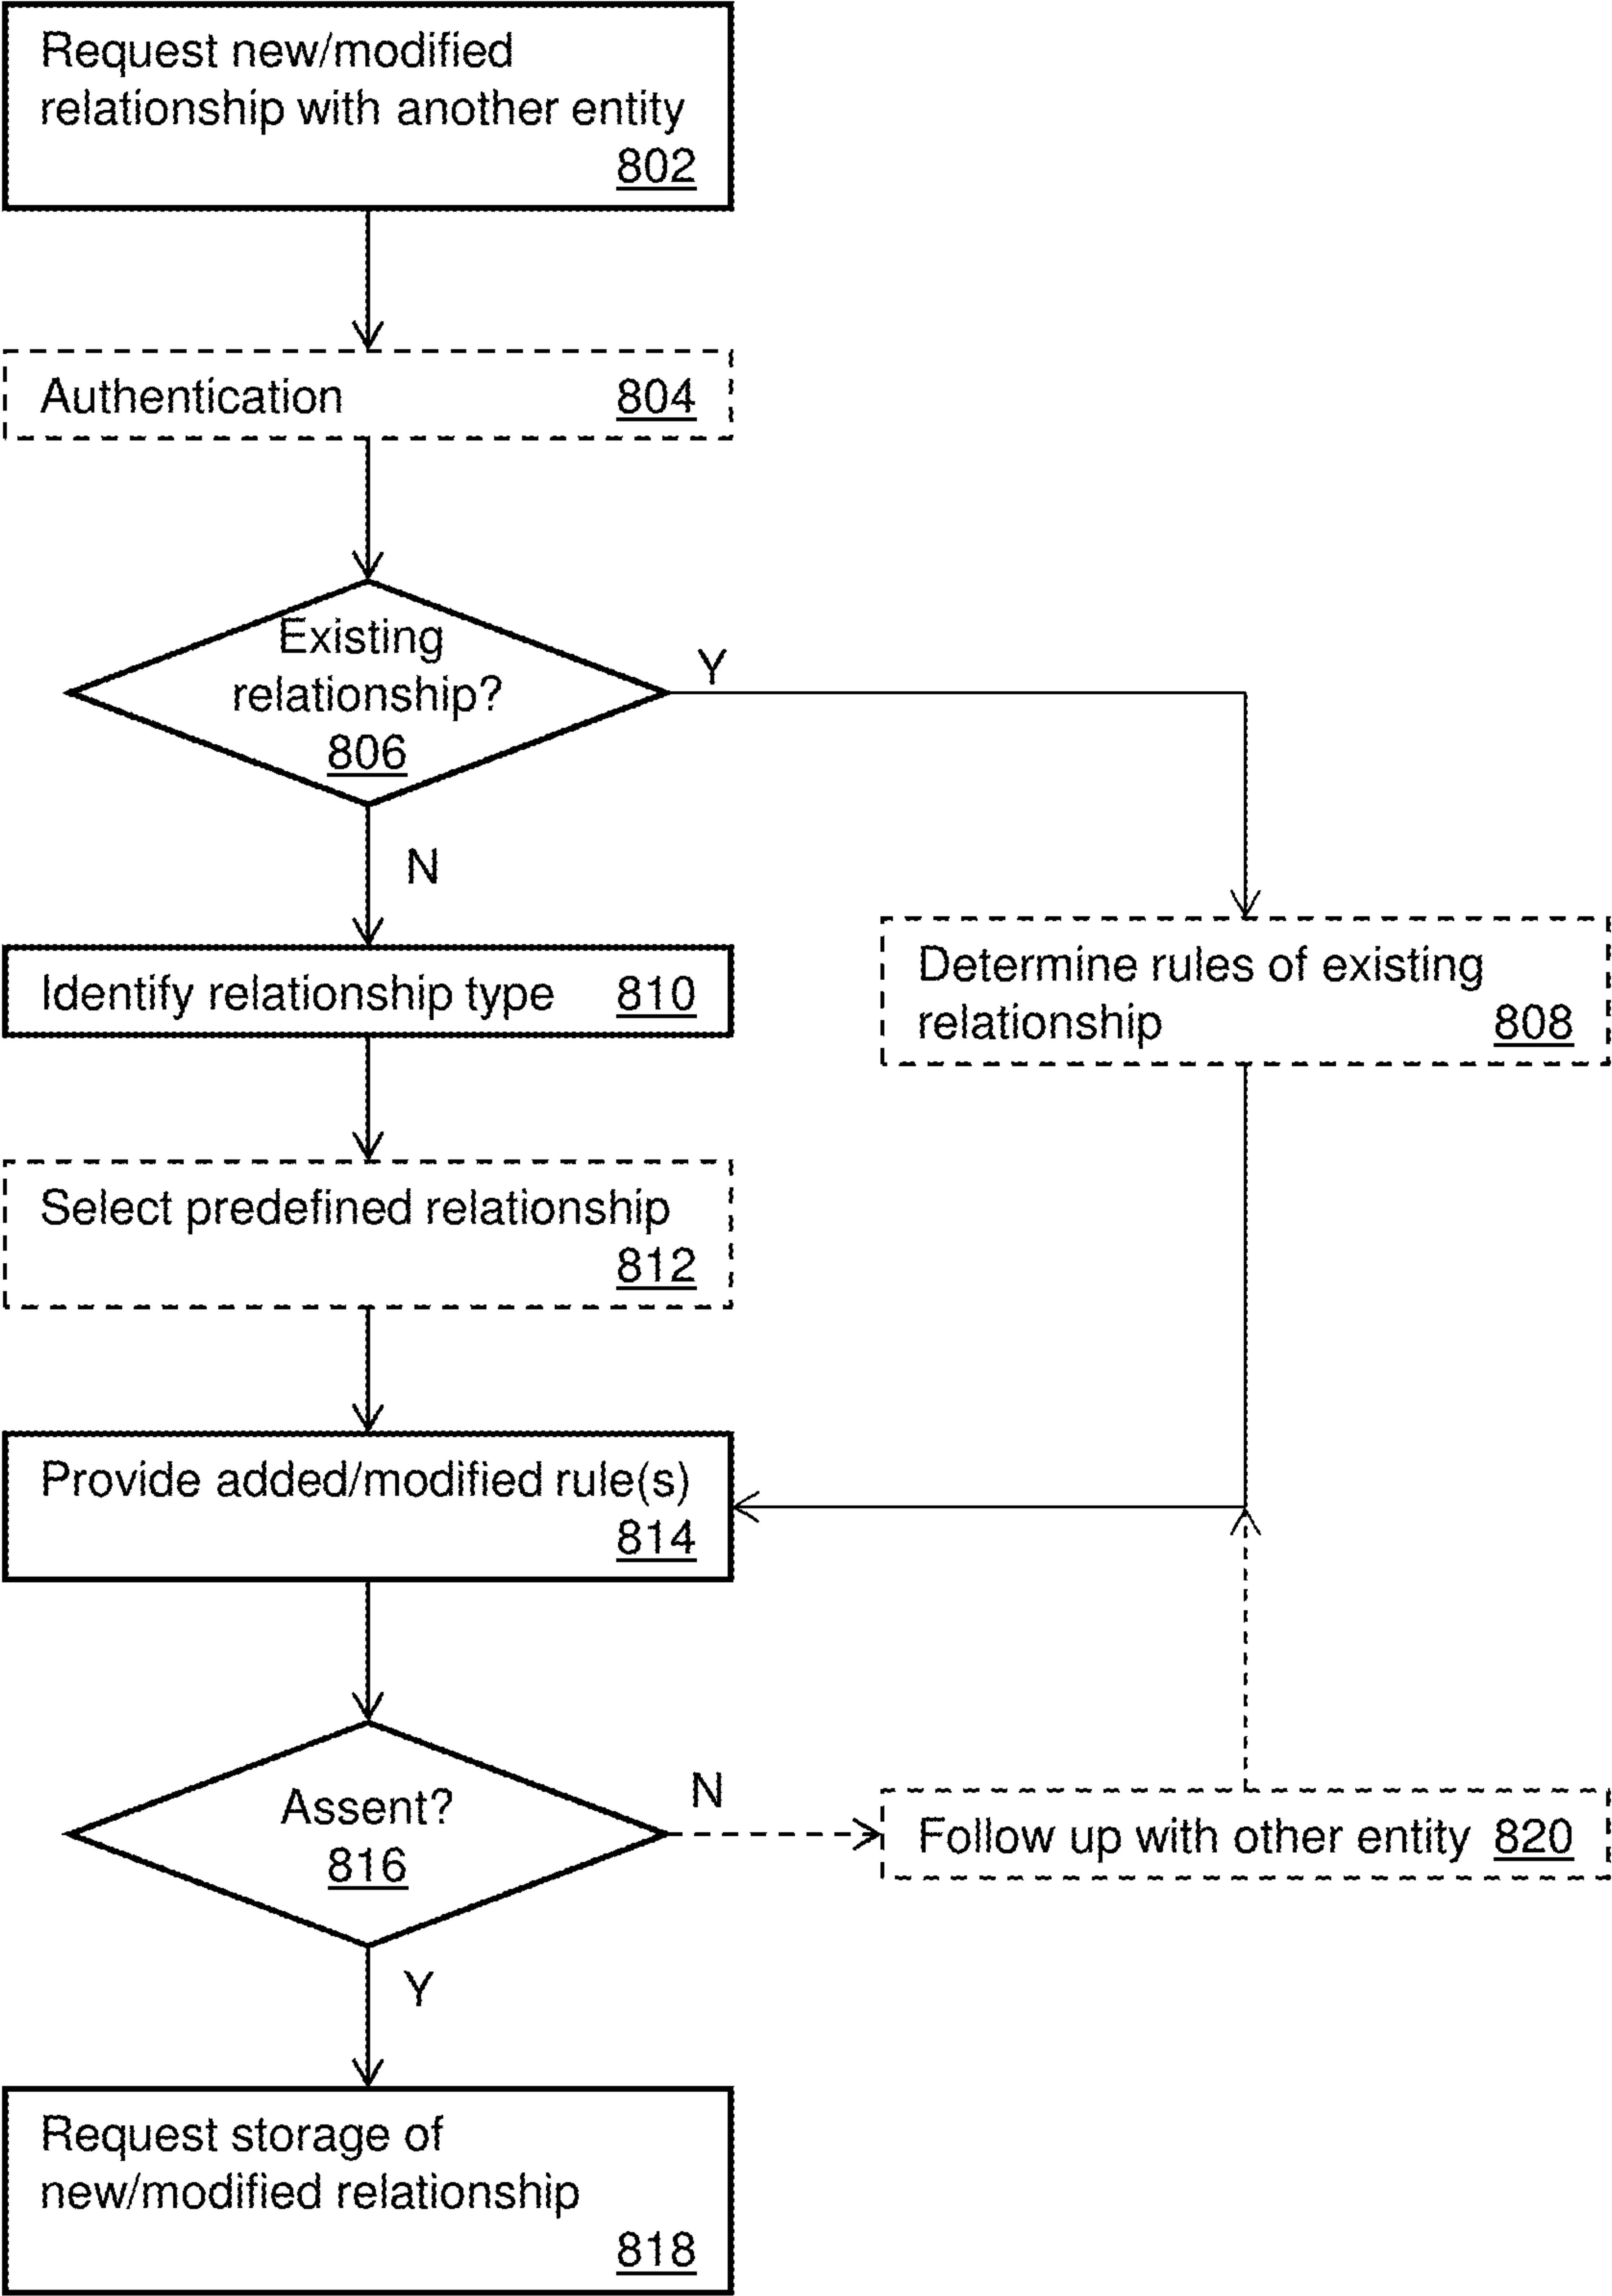 Request new/modified
relationship with another entity
802
Authentication 804
Existing
relationship?
806
Y
N
Identify relationship type 810
Determine rules of existing
relationship 808
Select predefined relationship
812
Provide added/modified rule(s)
814
Assent?
816
N
Follow up with other entity 820
Y
Request storage of
new/modified relationship
818